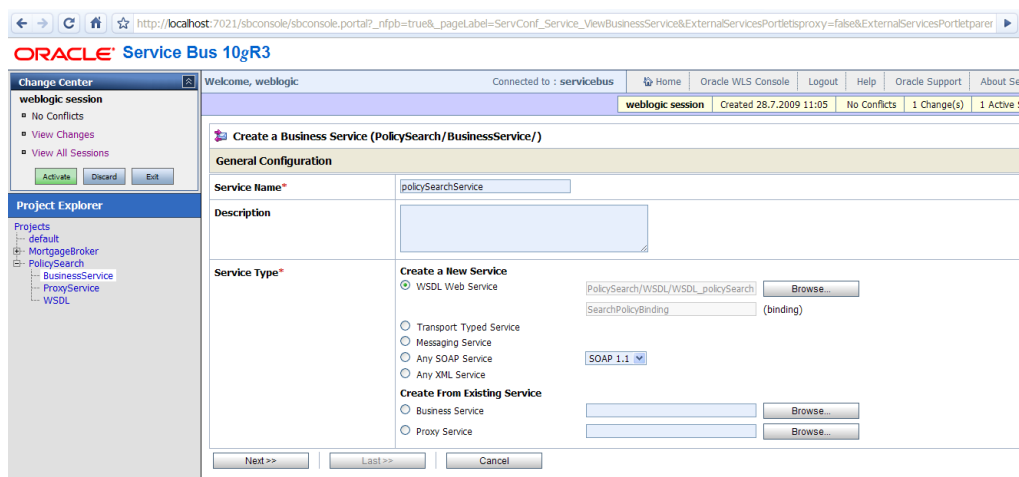 http://localhost:7021/sbconsole/sbconsole.portal?_nfpb=true&_pageLabel=ServConf_Service_ViewBusinessService&ExternalServicesPortletisproxy=false&ExternalServicesPortletparer
ORACLE Service Bus 10gR3
Change Center
weblogic session
No Conflicts
View Changes
View All Sessions
Activate Discard Exit
Project Explorer
Projects
default
MortgageBroker
PolicySearch
BusinessService
ProxyService
WSDL
Welcome, weblogic Connected to : servicebus Home Oracle WLS Console Logout Help Oracle Support About Se
weblogic session Created 28.7.2009 11:05 No Conflicts 1 Change(s) 1 Active S
Create a Business Service (PolicySearch/BusinessService/)
General Configuration
Service Name* policySearchService
Description
Service Type* Create a New Service
WSDL Web Service PolicySearch/WSDL/WSDL_policySearch Browse...
SearchPolicyBinding (binding)
Transport Typed Service
Messaging Service
Any SOAP Service SOAP 1.1
Any XML Service
Create From Existing Service
Business Service Browse...
Proxy Service Browse...
Next >> Last >> Cancel